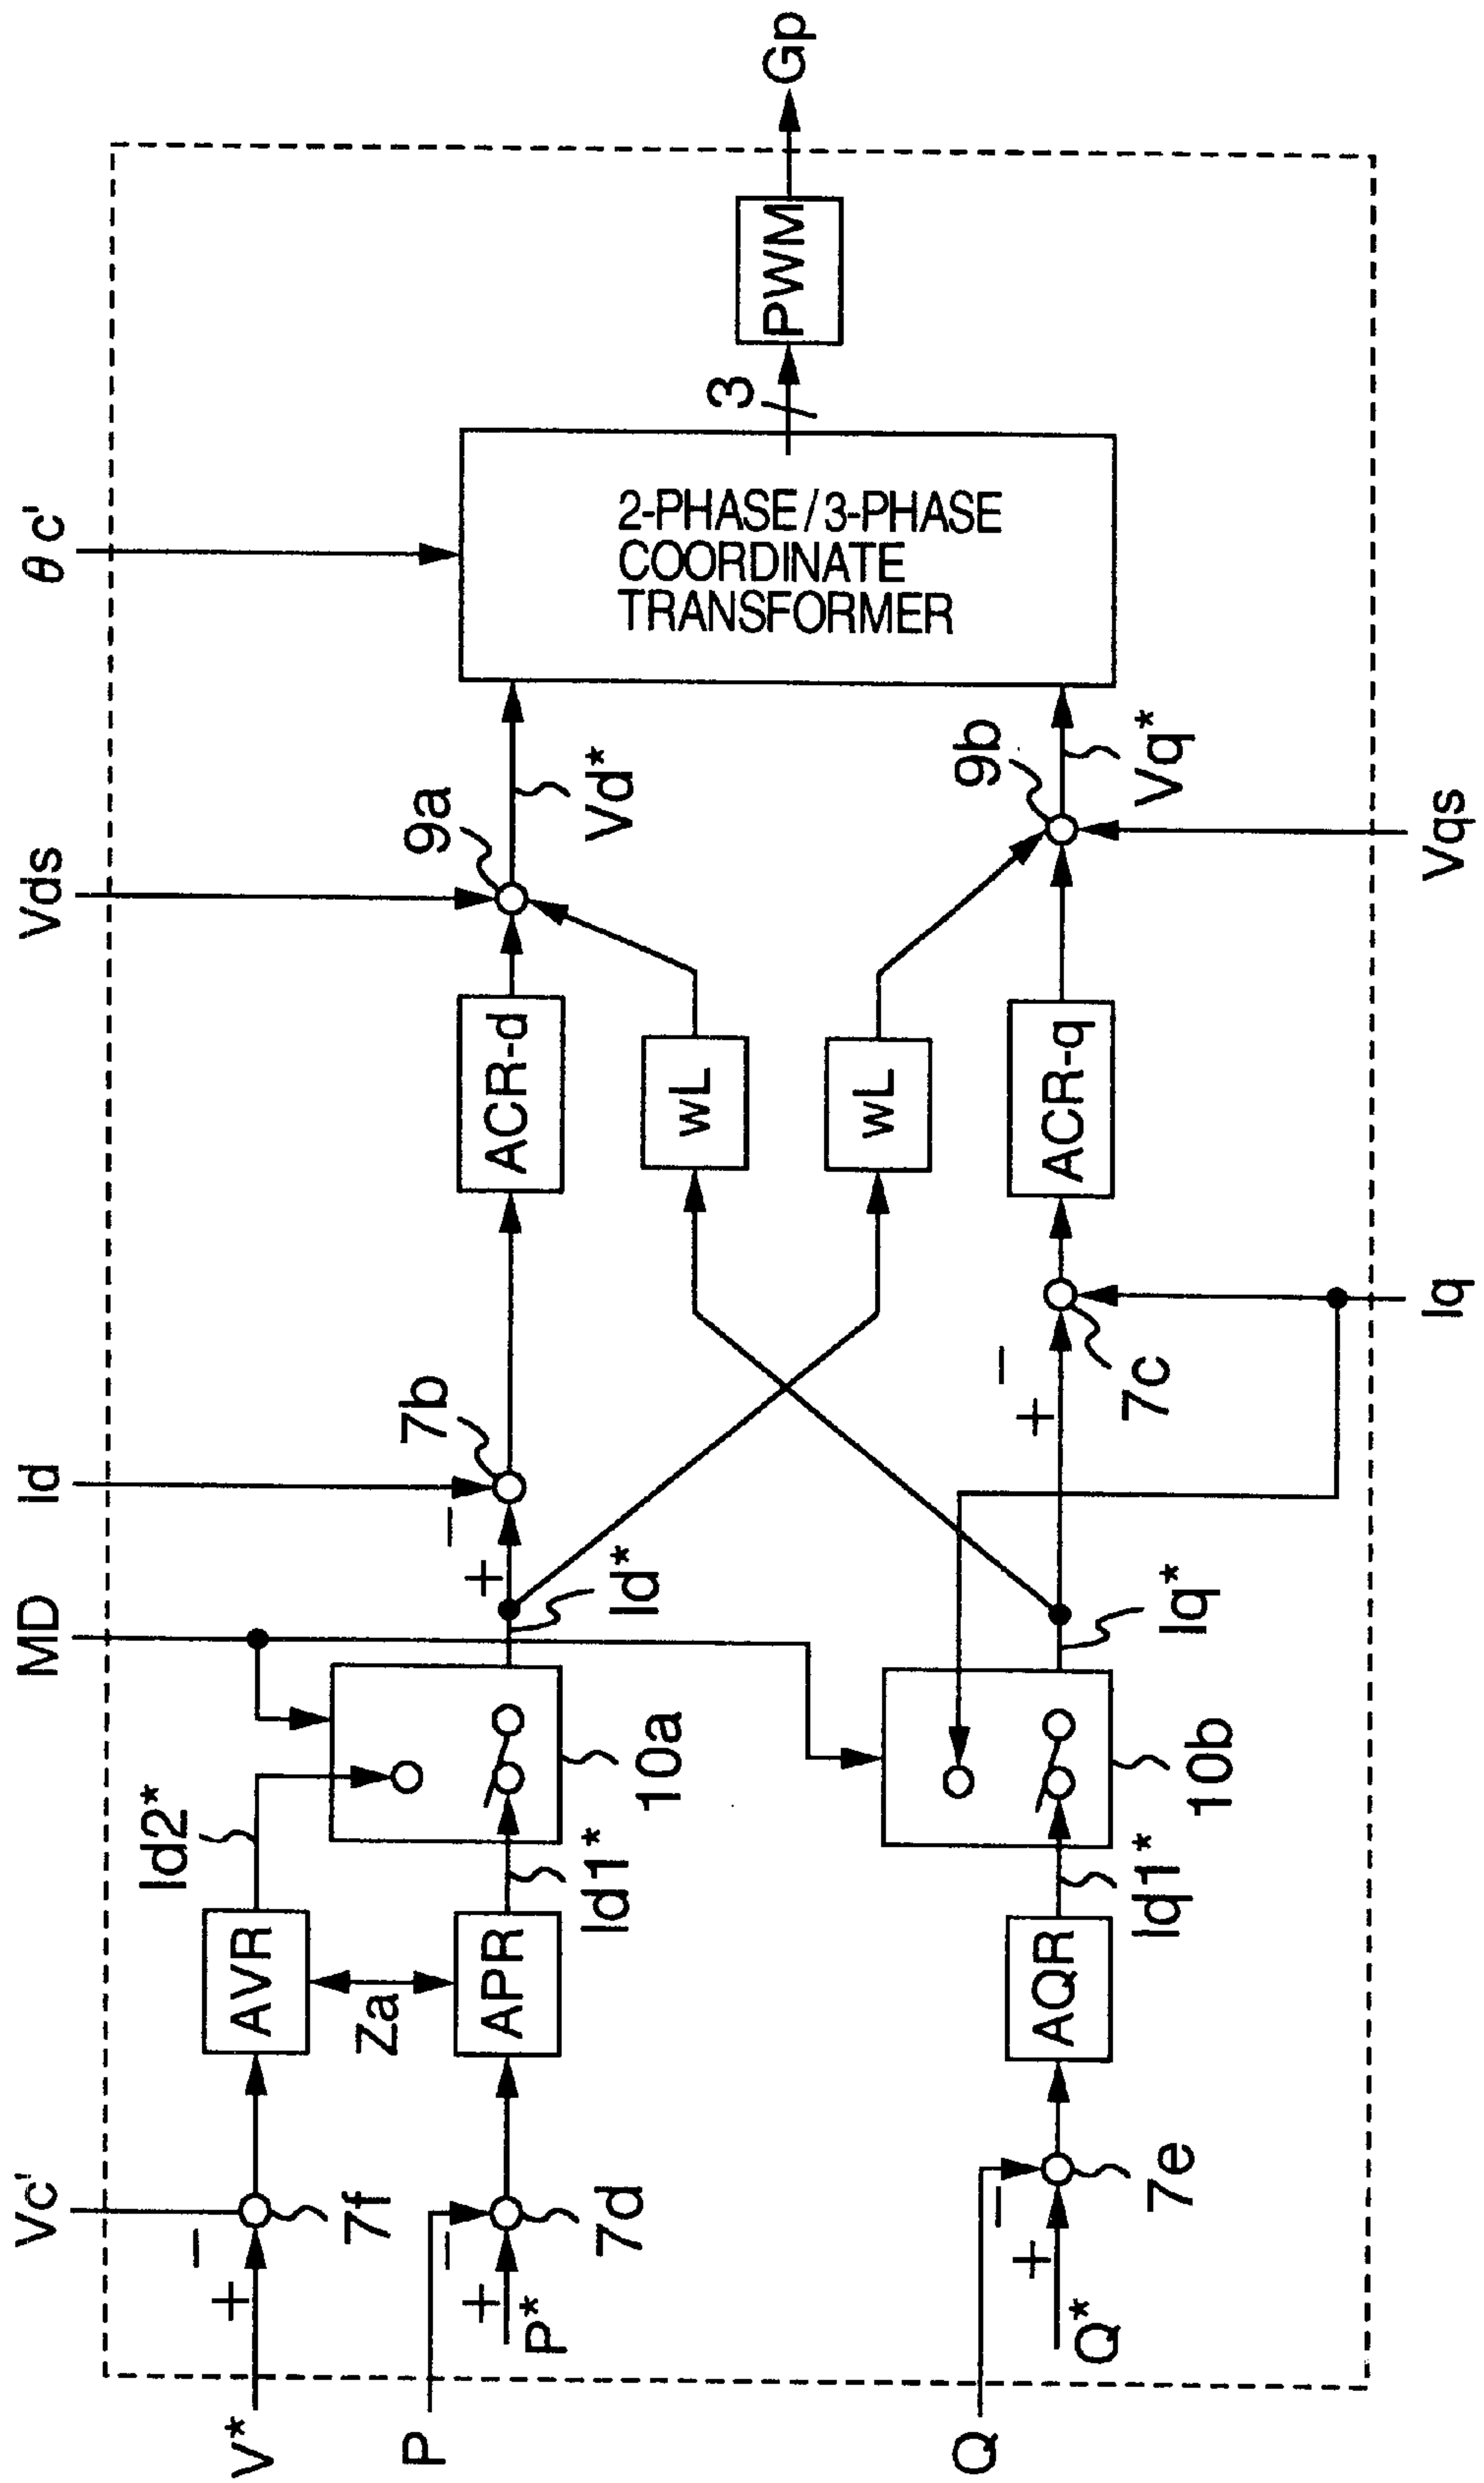 Vc'
MD
Id
Vds
θc'
V*
+
−
7f
AVR
Id2*
Za
P
P*
+
−
7d
APR
Id1*
10a
Id*
+
−
7b
ACR-d
9a
Vd*
wL
wL
2-PHASE/3-PHASE
COORDINATE
TRANSFORMER
3
PWM
Gp
Q
Q*
+
−
7e
AQR
Iq1*
10b
Iq*
+
−
7c
ACR-q
9b
Vq*
Iq
Vqs